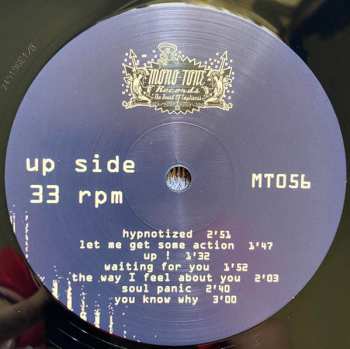 Mono-Tone
Records
up side
33 rpm
MT056
hypnotized 2'51
let me get some action 1'47
up ! 1'32
waiting for you 1'52
the way I feel about you 2'03
soul panic 2'40
you know why 3'00